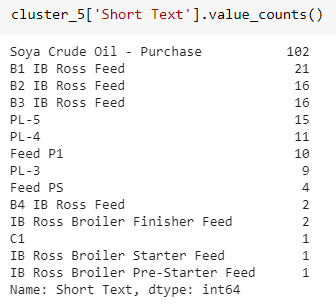 cluster_5['Short Text'].value_counts()
Soya Crude Oil - Purchase 102
B1 IB Ross Feed 21
B2 IB Ross Feed 16
B3 IB Ross Feed 16
PL-5 15
PL-4 11
Feed P1 10
PL-3 9
Feed PS 4
B4 IB Ross Feed 2
IB Ross Broiler Finisher Feed 2
C1 1
IB Ross Broiler Starter Feed 1
IB Ross Broiler Pre-Starter Feed 1
Name: Short Text, dtype: int64